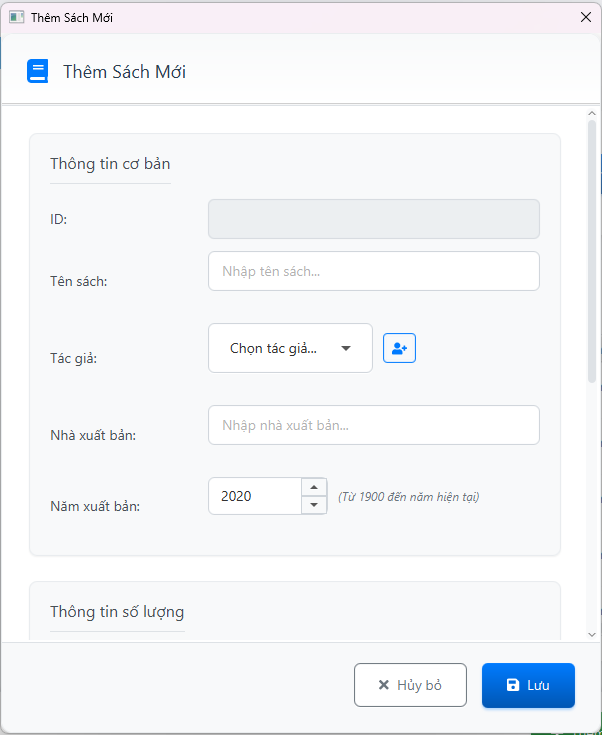 Thêm Sách Mới
Thêm Sách Mới
Thông tin cơ bản
ID:
Tên sách:
Nhập tên sách...
Tác giả:
Chọn tác giả...
Nhà xuất bản:
Nhập nhà xuất bản...
Năm xuất bản:
2020
(Từ 1900 đến năm hiện tại)
Thông tin số lượng
Hủy bỏ
Lưu